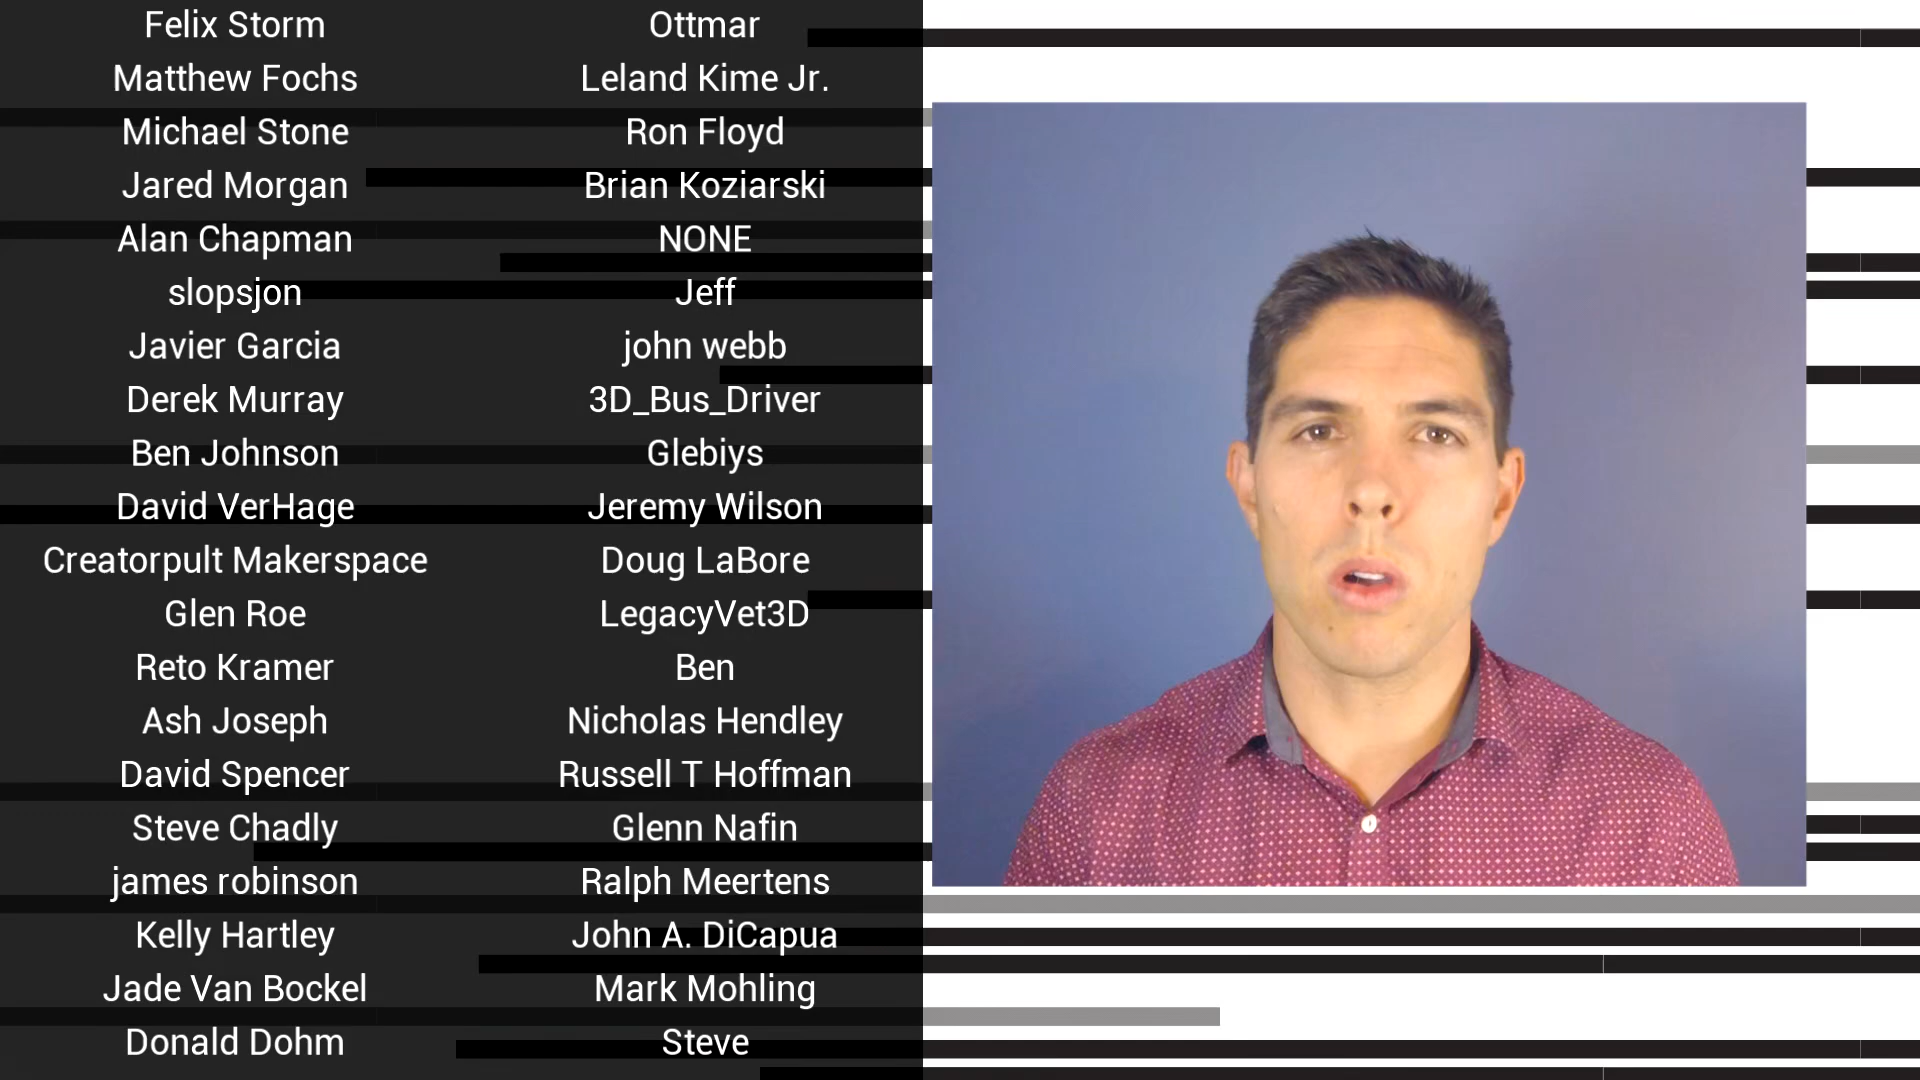 Felix Storm
Matthew Fochs
Michael Stone
Jared Morgan
Alan Chapman
slopsjon
Javier Garcia
Derek Murray
Ben Johnson
David VerHage
Creatorpult Makerspace
Glen Roe
Reto Kramer
Ash Joseph
David Spencer
Steve Chadly
james robinson
Kelly Hartley
Jade Van Bockel
Donald Dohm
Ottmar
Leland Kime Jr.
Ron Floyd
Brian Koziarski
NONE
Jeff
john webb
3D_Bus_Driver
Glebiys
Jeremy Wilson
Doug LaBore
LegacyVet3D
Ben
Nicholas Hendley
Russell T Hoffman
Glenn Nafin
Ralph Meertens
John A. DiCapua
Mark Mohling
Steve